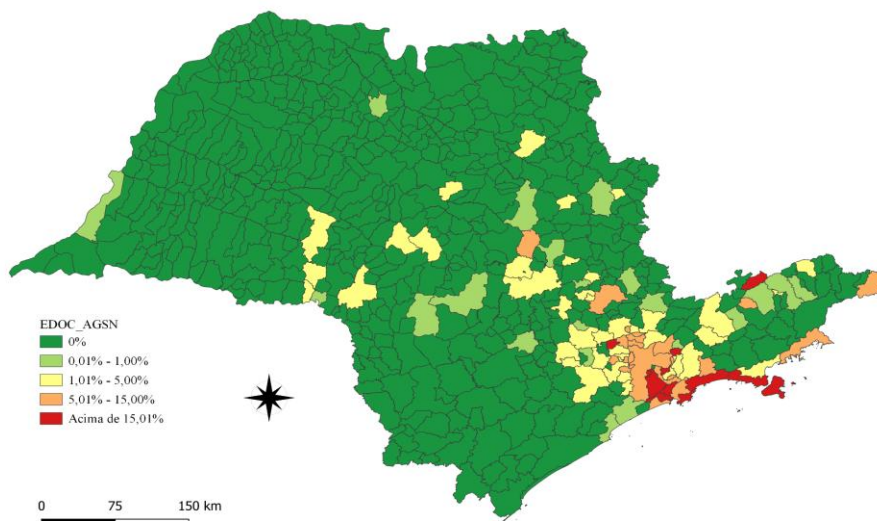 EDOC_AGSN
0%
0,01% - 1,00%
1,01% - 5,00%
5,01% - 15,00%
Acima de 15,01%
0 75 150 km